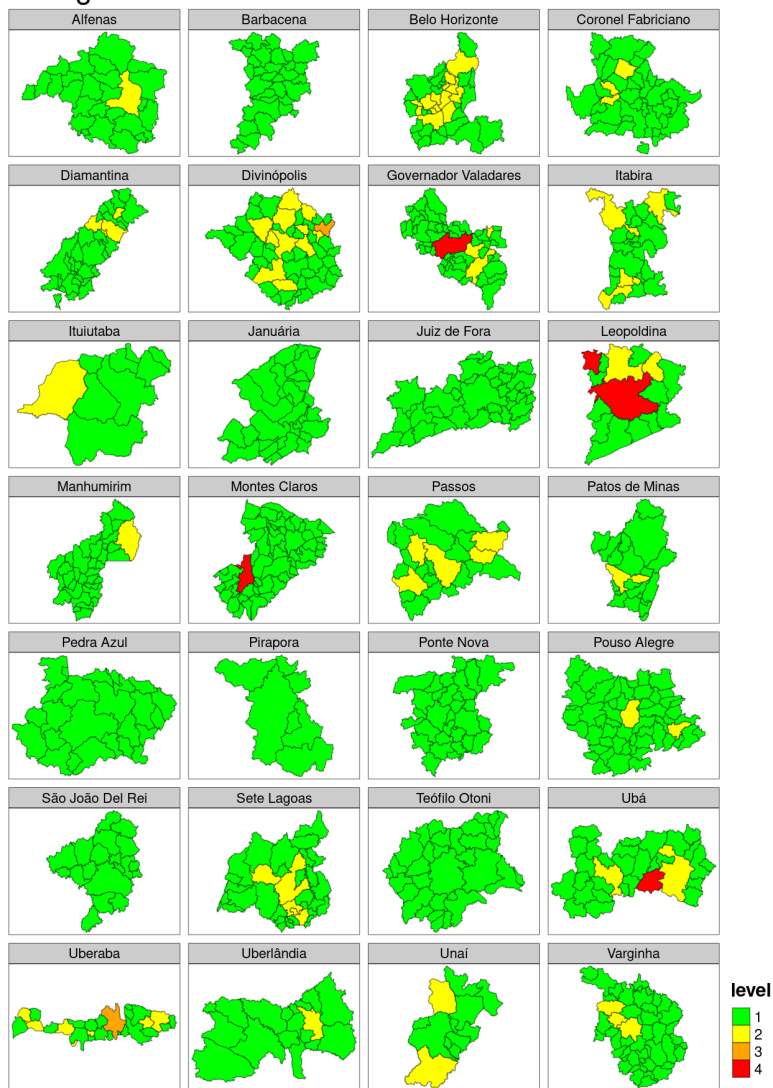 Alfenas
Barbacena
Belo Horizonte
Coronel Fabriciano
Diamantina
Divinópolis
Governador Valadares
Itabira
Ituiutaba
Januária
Juiz de Fora
Leopoldina
Manhumirim
Montes Claros
Passos
Patos de Minas
Pedra Azul
Pirapora
Ponte Nova
Pouso Alegre
São João Del Rei
Sete Lagoas
Teófilo Otoni
Ubá
Uberaba
Uberlândia
Unaí
Varginha
level
1
2
3
4